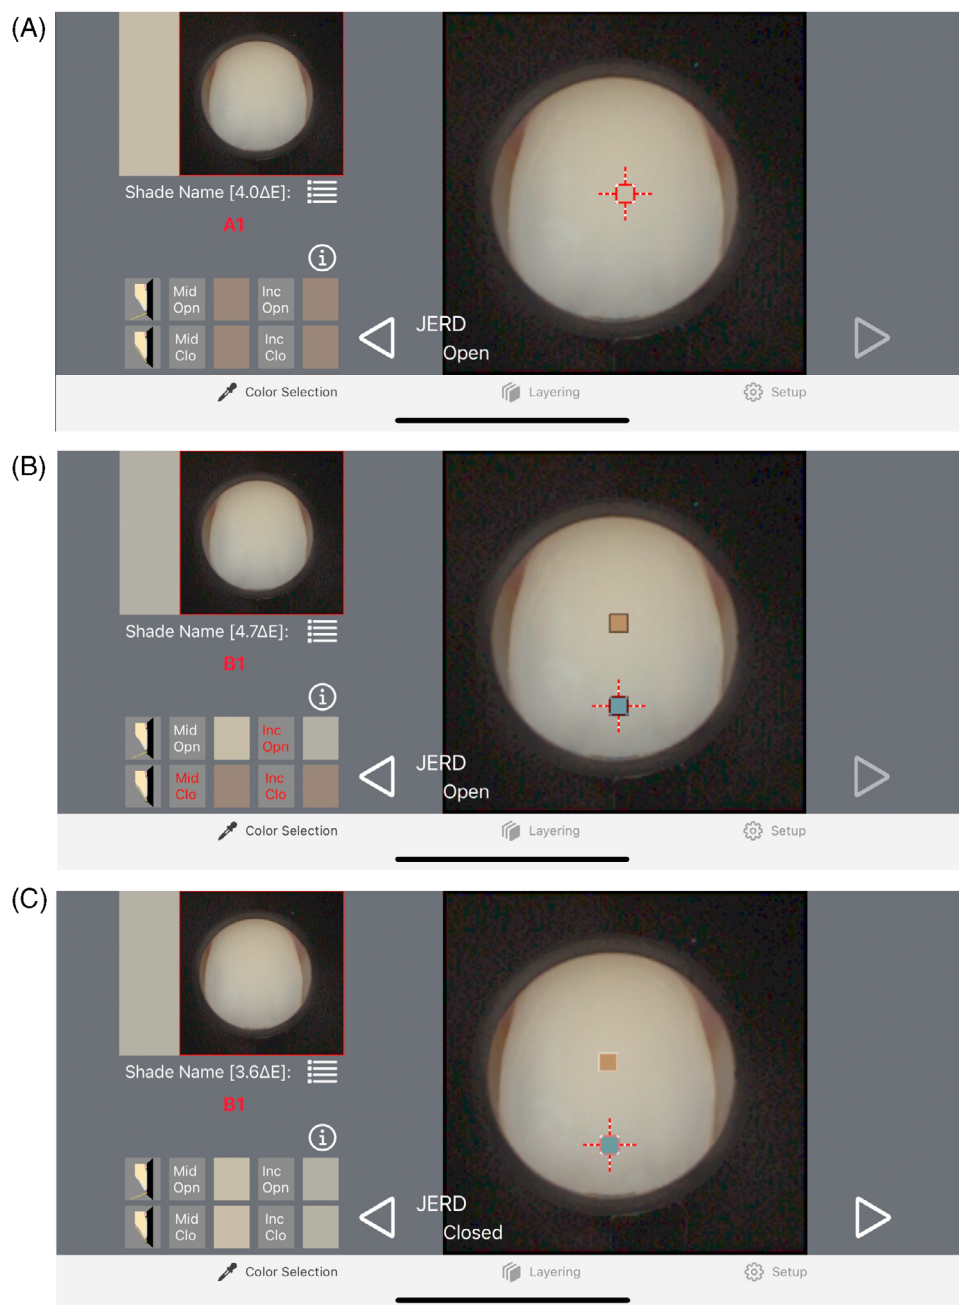 (A)
Shade Name [4.0ΔE]:
A1
Mid Opn
Inc Opn
Mid Clo
Inc Clo
JERD
Open
Color Selection
Layering
Setup
(B)
Shade Name [4.7ΔE]:
B1
Mid Opn
Inc Opn
Mid Clo
Inc Clo
JERD
Open
Color Selection
Layering
Setup
(C)
Shade Name [3.6ΔE]:
B1
Mid Opn
Inc Opn
Mid Clo
Inc Clo
JERD
Closed
Color Selection
Layering
Setup